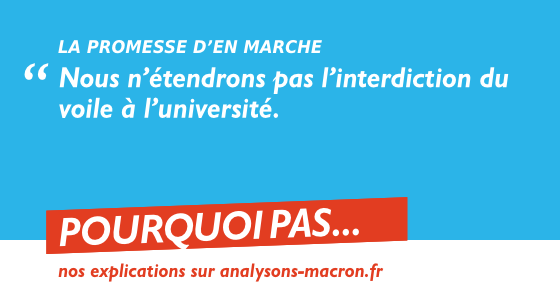 LA PROMESSE D’EN MARCHE
“ Nous n’étendrons pas l’interdiction du
voile à l’université.
POURQUOI PAS...
nos explications sur analysons-macron.fr